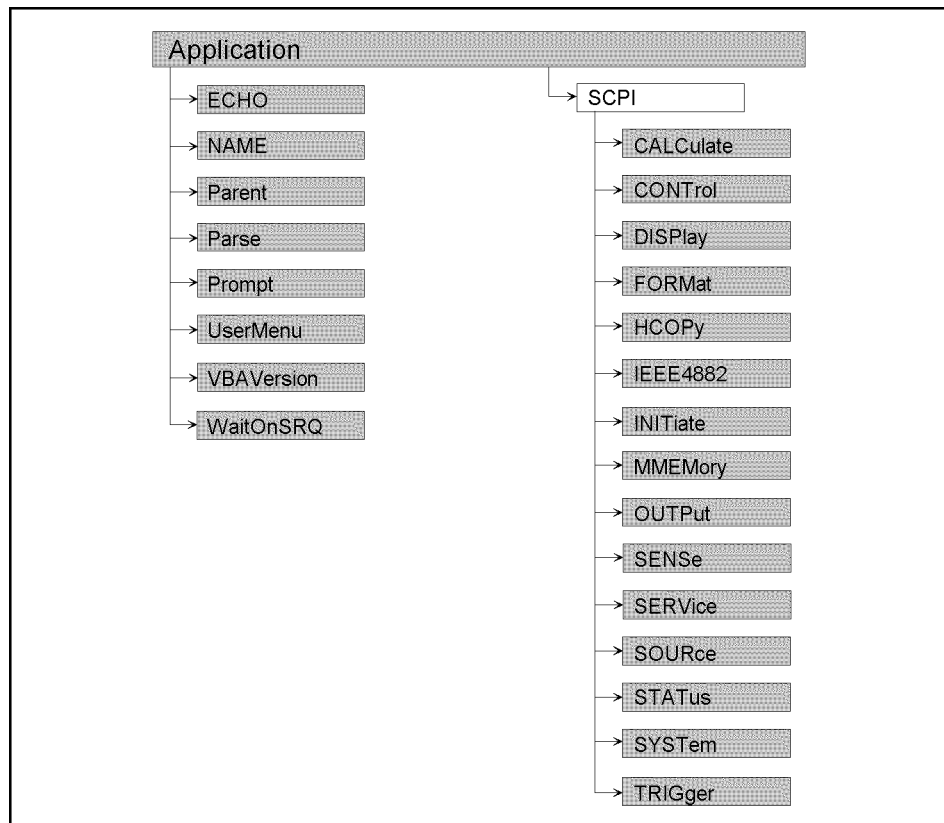 Application
ECHO
NAME
Parent
Parse
Prompt
UserMenu
VBAVersion
WaitOnSRQ
SCPI
CALCulate
CONTrol
DISPlay
FORMat
HCOPy
IEEE4882
INITiate
MMEMory
OUTPut
SENSe
SERVice
SOURce
STATus
SYSTem
TRIGger